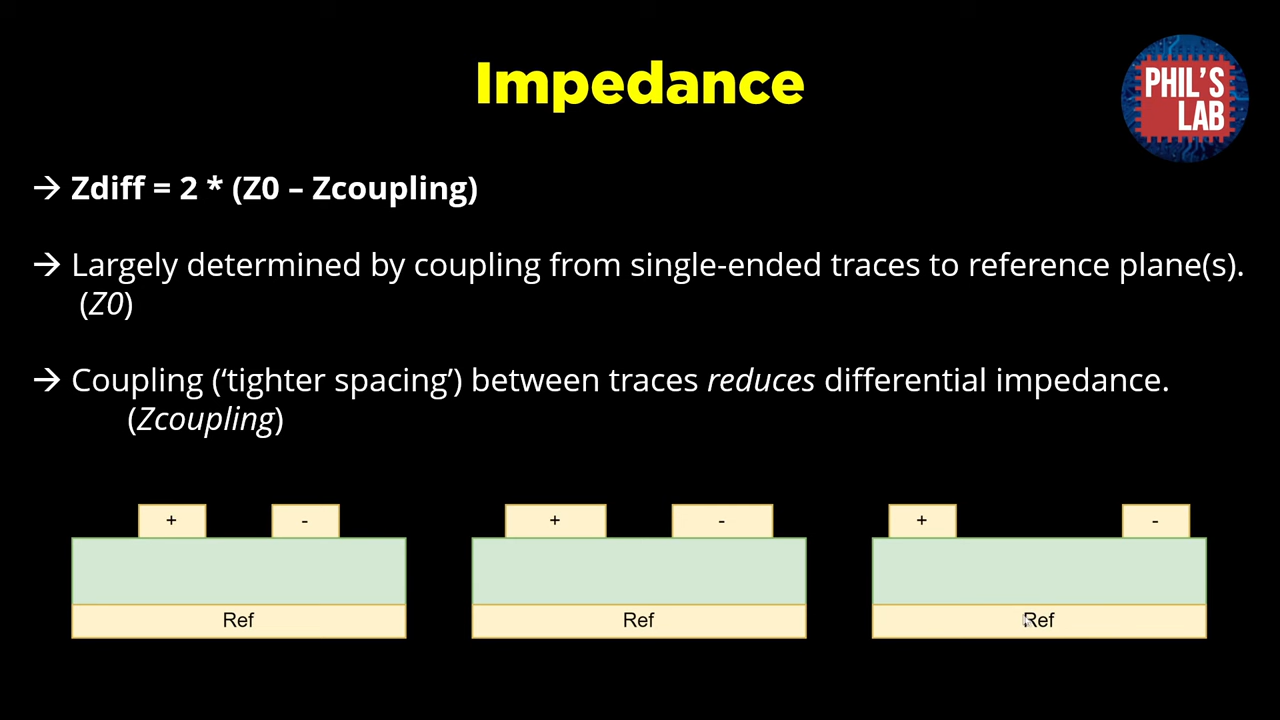 Impedance
PHIL'S
LAB
→ Zdiff = 2 * (Z0 – Zcoupling)
→ Largely determined by coupling from single-ended traces to reference plane(s).
(Z0)
→ Coupling (‘tighter spacing’) between traces reduces differential impedance.
(Zcoupling)
+ - + - + -
Ref Ref Ref